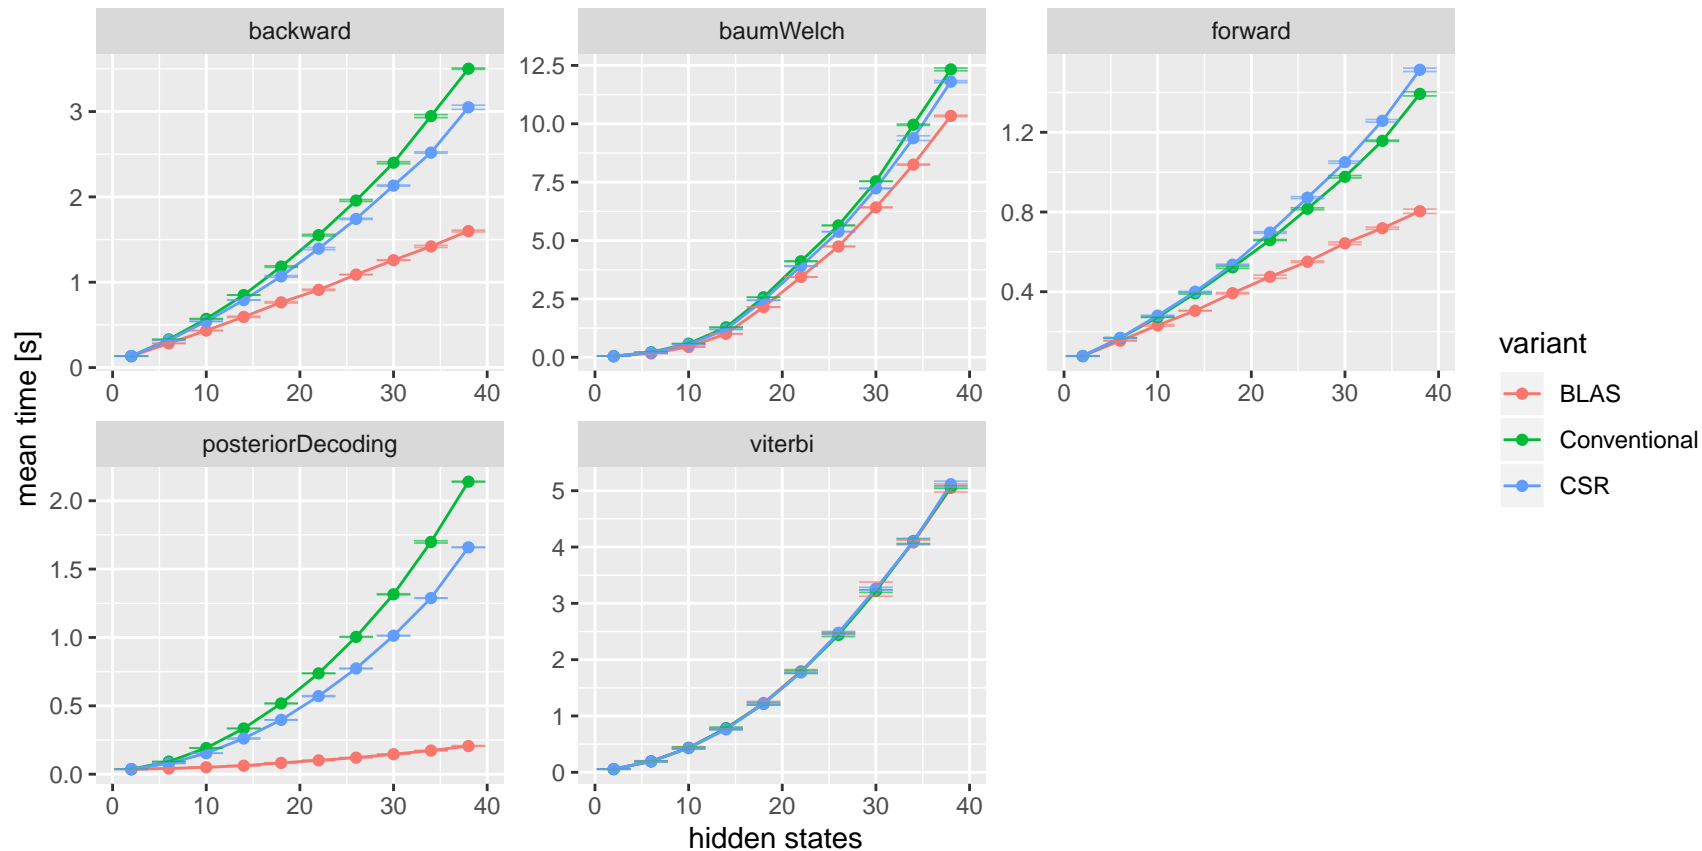 backward
baumWelch
forward
3
2
1
0
12.5
10.0
7.5
5.0
2.5
0.0
1.2
0.8
0.4
0 10 20 30 40
0 10 20 30 40
0 10 20 30 40
posteriorDecoding
viterbi
2.0
1.5
1.0
0.5
0.0
5
4
3
2
1
0
0 10 20 30 40
0 10 20 30 40
mean time [s]
hidden states
variant
BLAS
Conventional
CSR